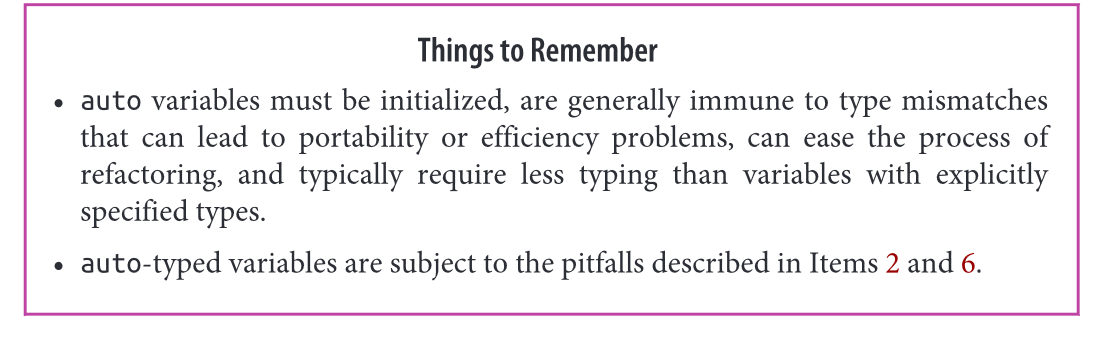 Things to Remember
• auto variables must be initialized, are generally immune to type mismatches
that can lead to portability or efficiency problems, can ease the process of
refactoring, and typically require less typing than variables with explicitly
specified types.
• auto-typed variables are subject to the pitfalls described in Items 2 and 6.